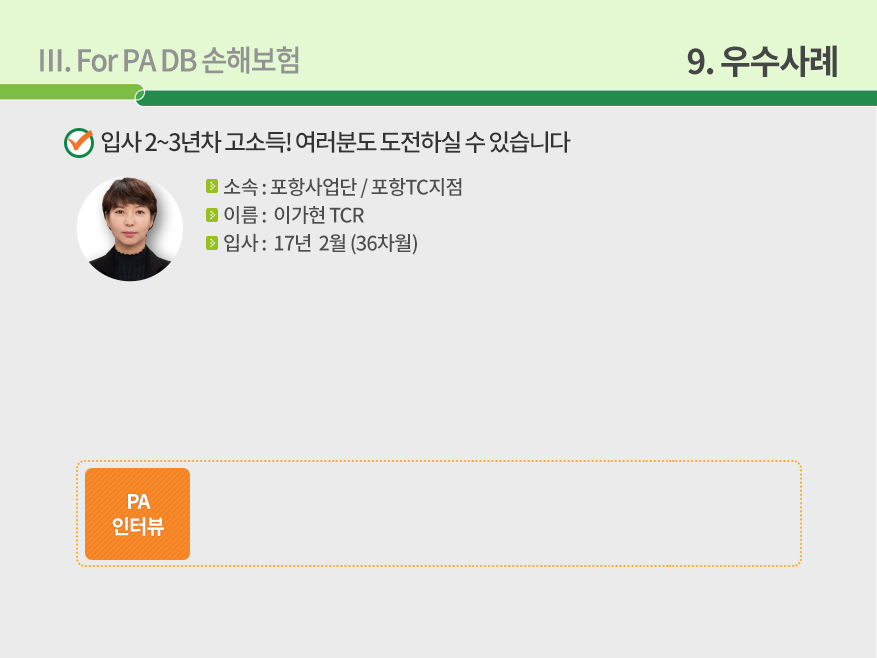 III. For PA DB 손해보험
9. 우수사례
입사 2~3년차 고소득! 여러분도 도전하실 수 있습니다
소속 : 포항사업단 / 포항TC지점
이름 : 이가현 TCR
입사 : 17년 2월 (36차월)
PA
인터뷰